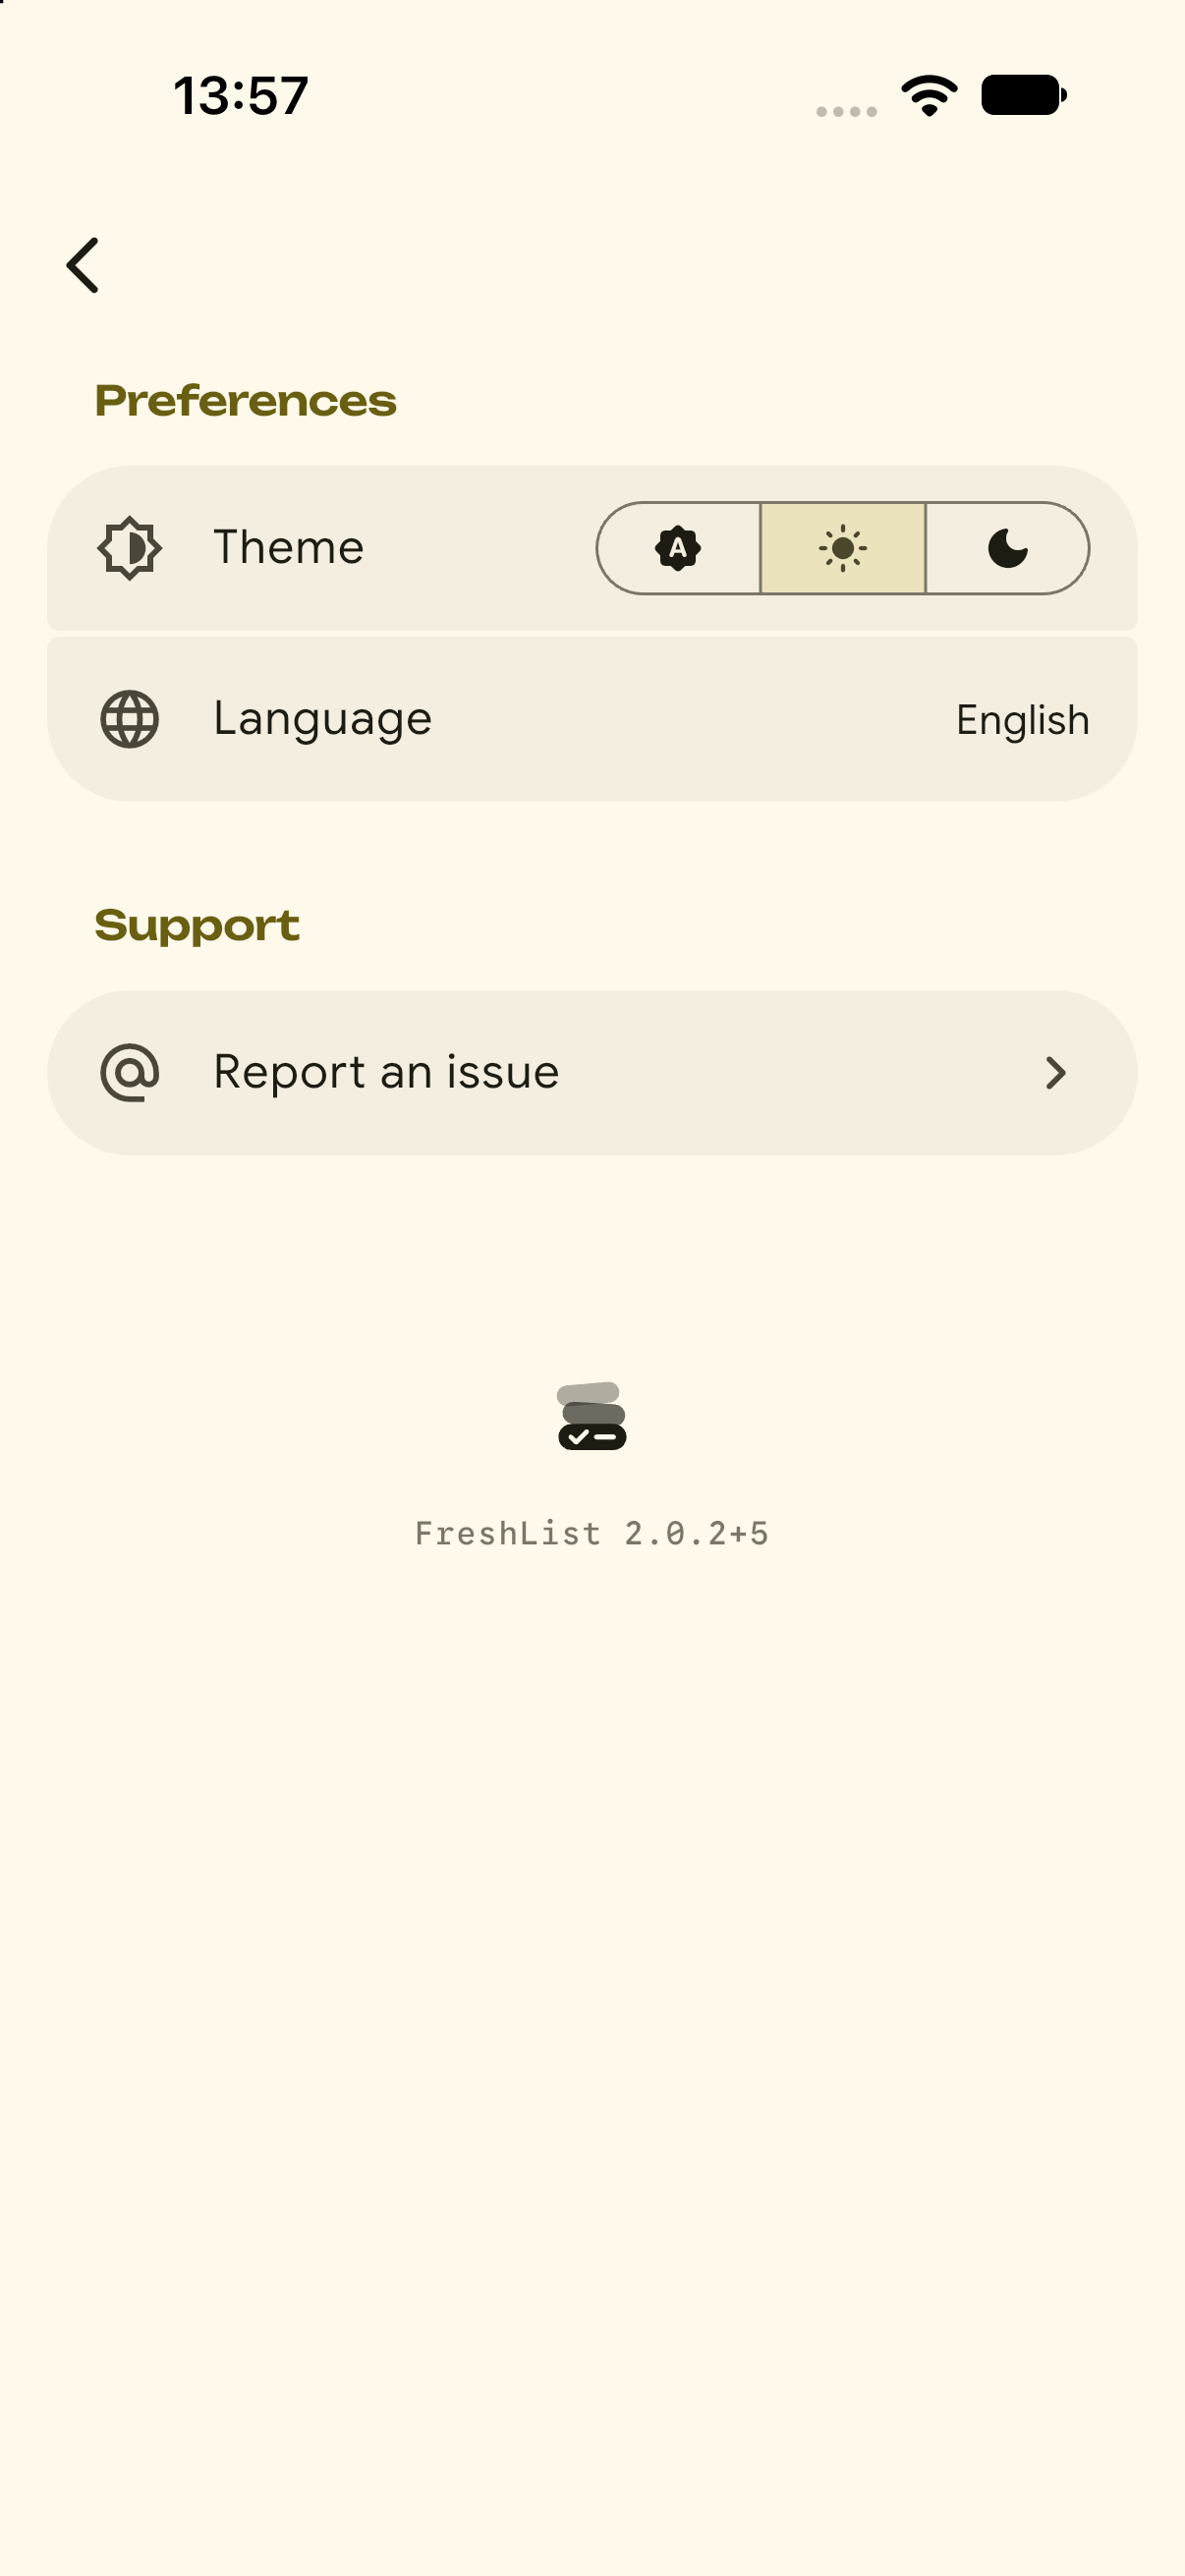 13:57
Preferences
Theme
A
Language
English
Support
Report an issue
FreshList 2.0.2+5